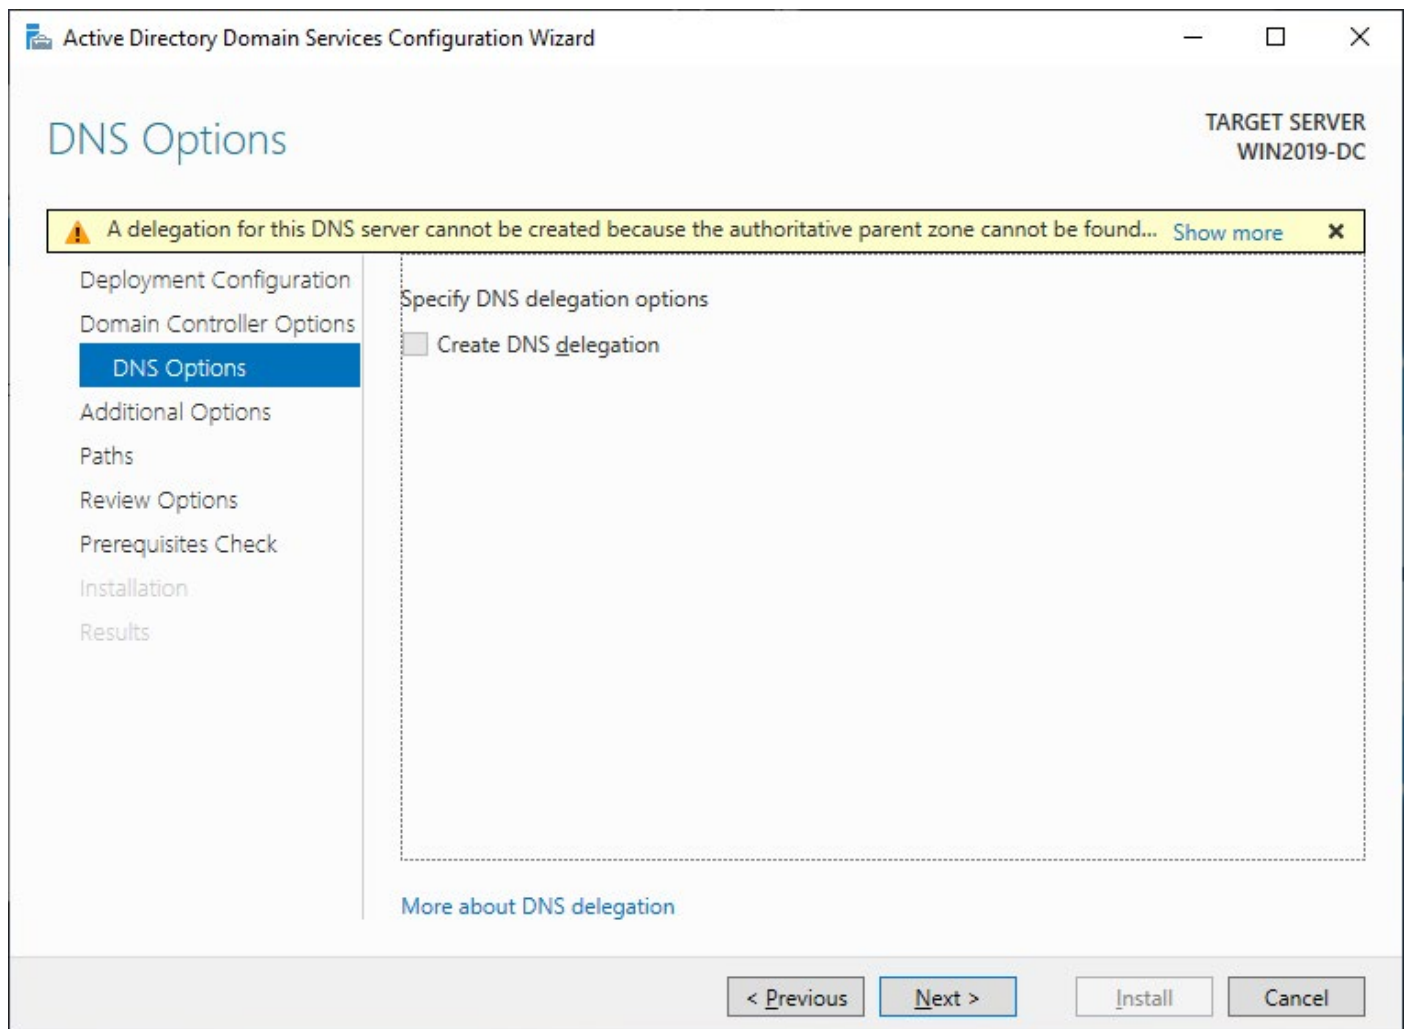 Active Directory Domain Services Configuration Wizard
DNS Options
TARGET SERVER
WIN2019-DC
A delegation for this DNS server cannot be created because the authoritative parent zone cannot be found... Show more
Deployment Configuration
Domain Controller Options
DNS Options
Additional Options
Paths
Review Options
Prerequisites Check
Installation
Results
Specify DNS delegation options
Create DNS delegation
More about DNS delegation
< Previous
Next >
Install
Cancel